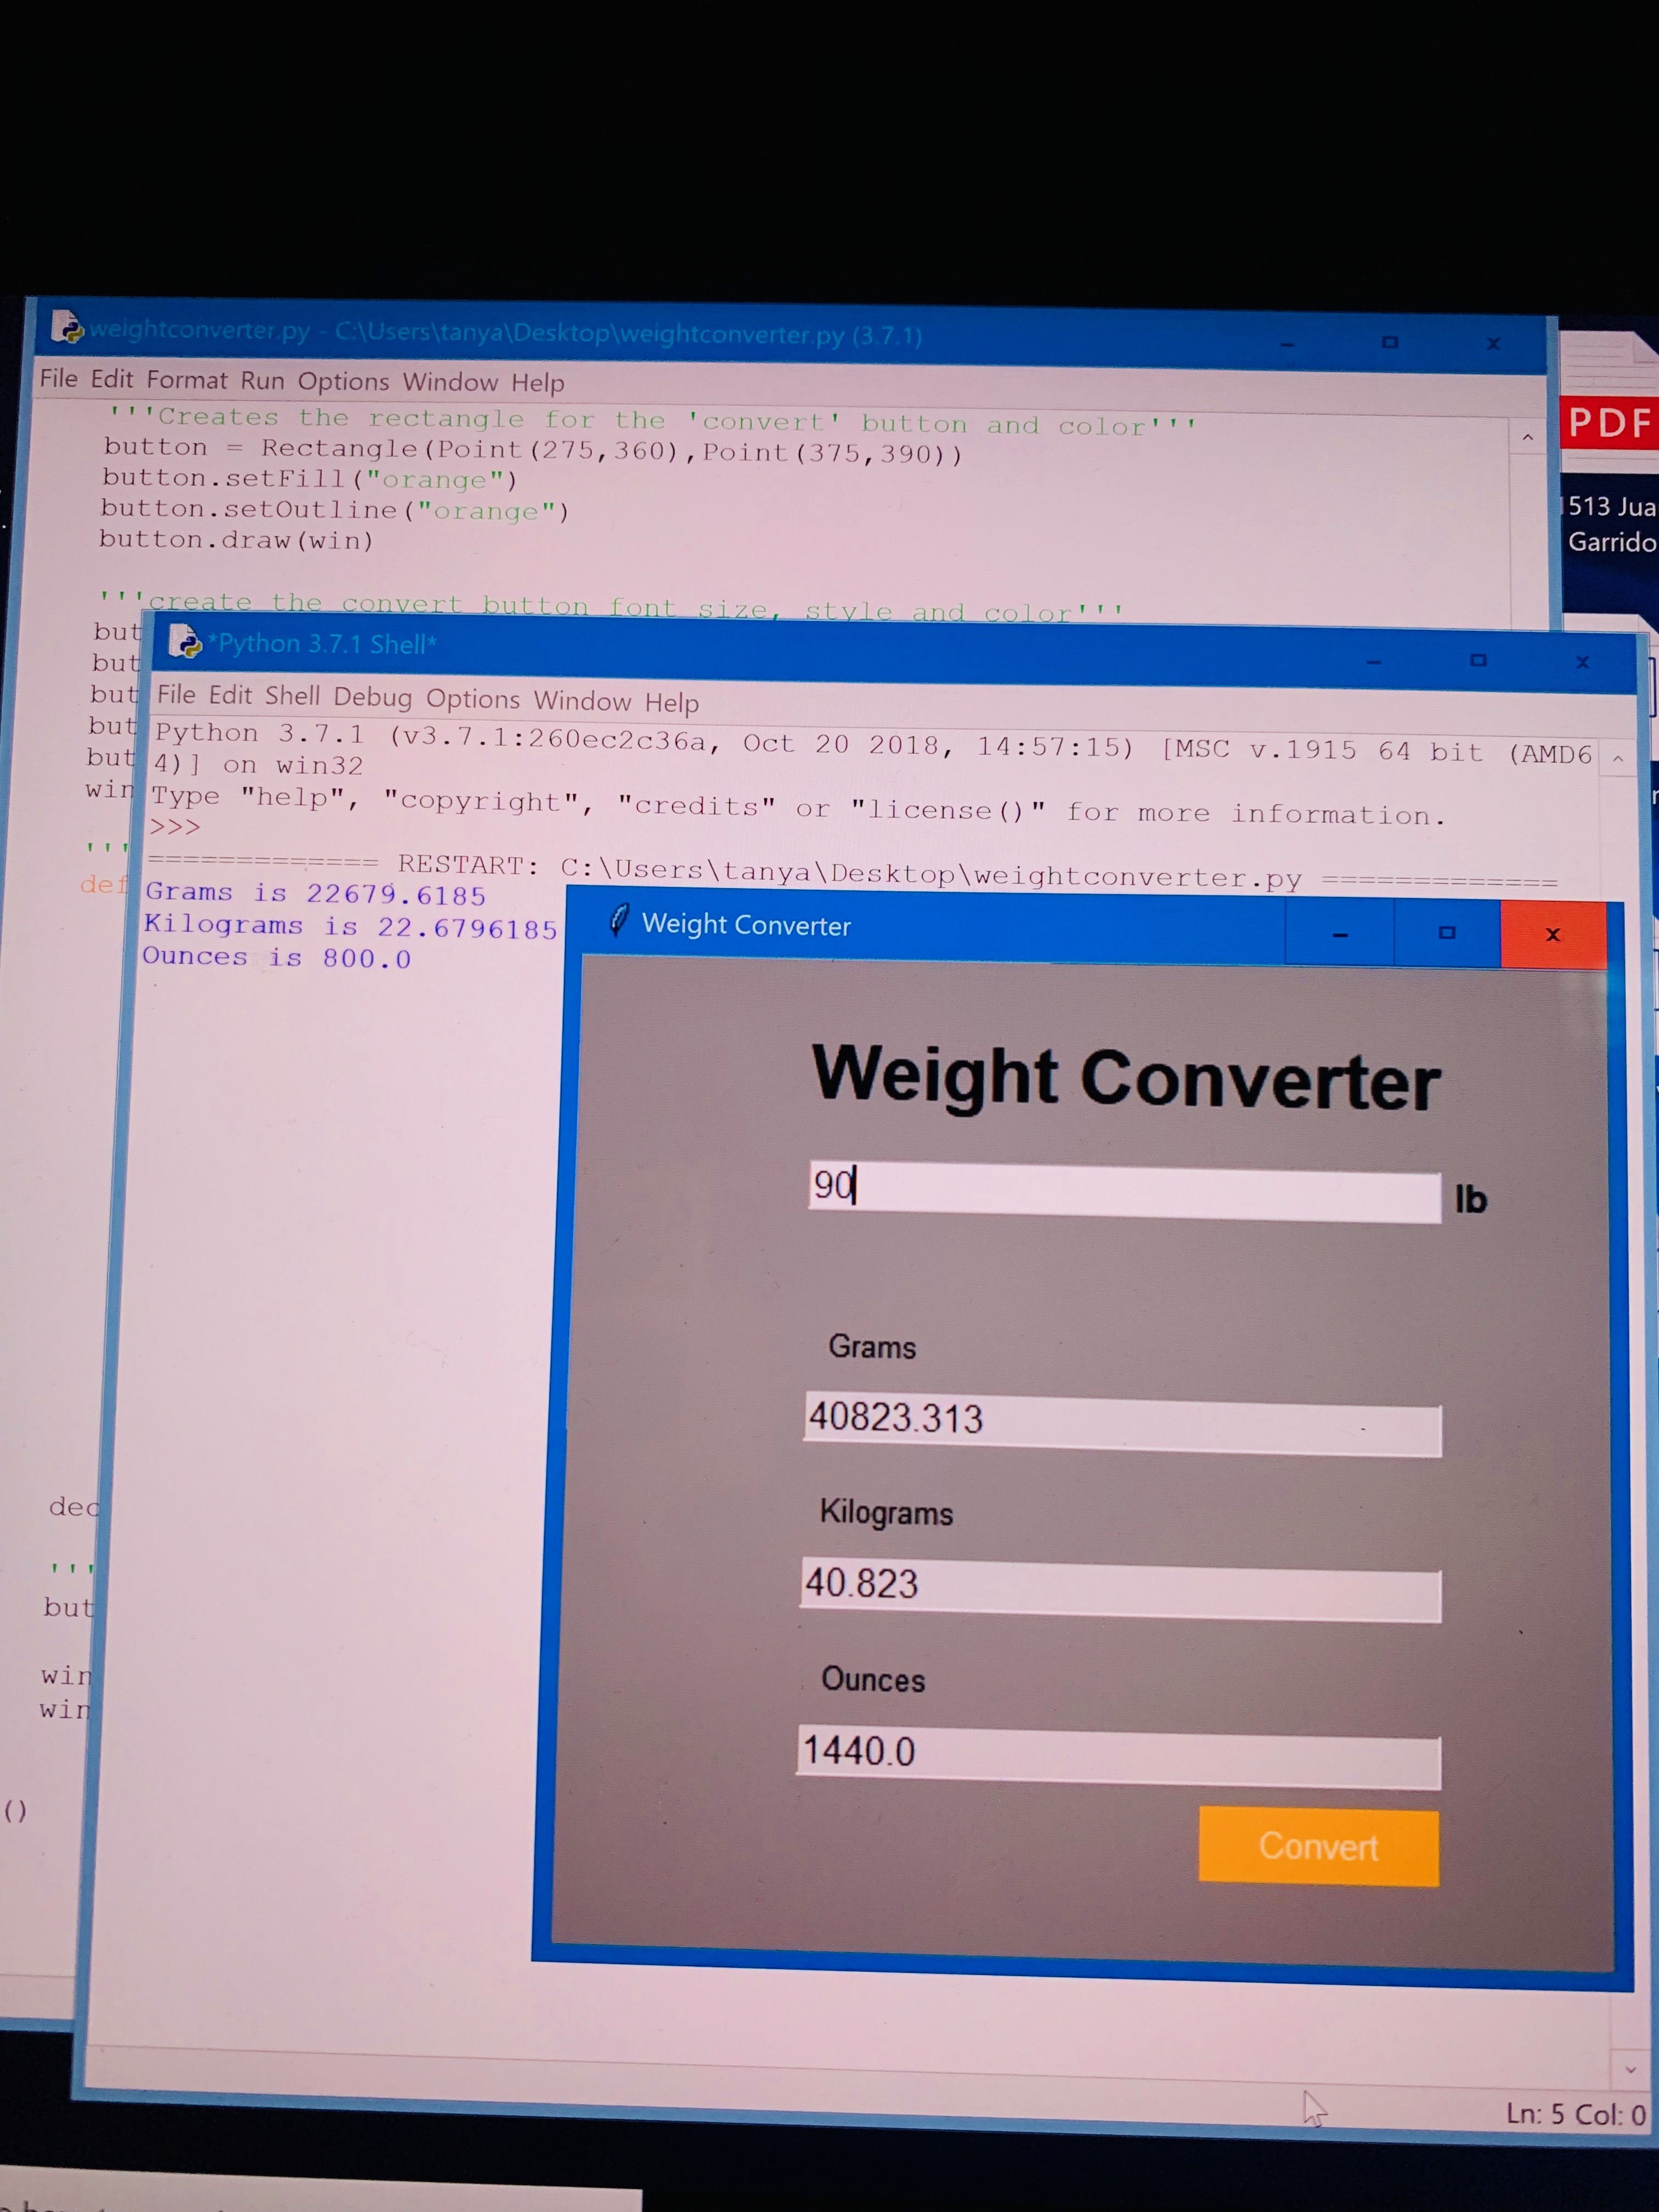 weightconverter.py - C:\Users\tanya\Desktop\weightconverter.py (3.7.1)
File Edit Format Run Options Window Help
'''Creates the rectangle for the 'convert' button and color'''
button = Rectangle(Point(275,360),Point(375,390))
button.setFill("orange")
button.setOutline("orange")
button.draw(win)
'''create the convert button font size, style and color'''
but
but
but
but
but
win
'''
def
dec
'''
but
win
win
()
*Python 3.7.1 Shell*
File Edit Shell Debug Options Window Help
Python 3.7.1 (v3.7.1:260ec2c36a, Oct 20 2018, 14:57:15) [MSC v.1915 64 bit (AMD6
4)] on win32
Type "help", "copyright", "credits" or "license()" for more information.
>>>
============= RESTART: C:\Users\tanya\Desktop\weightconverter.py =============
Grams is 22679.6185
Kilograms is 22.6796185
Ounces is 800.0
Weight Converter
Weight Converter
90 lb
Grams
40823.313
Kilograms
40.823
Ounces
1440.0
Convert
Ln: 5 Col: 0
PDF
513 Jua
Garrido